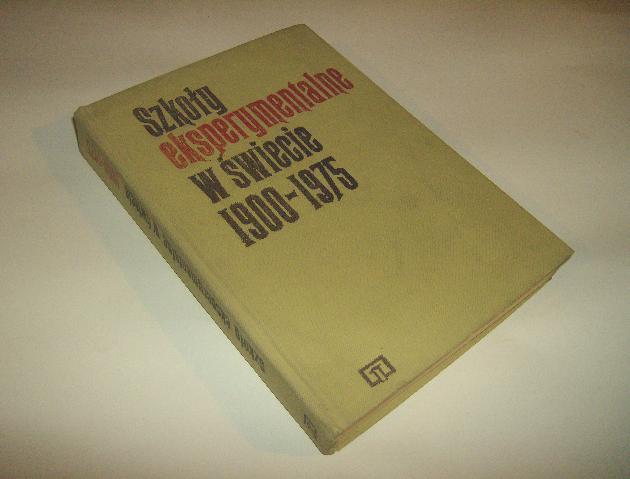 Szkoły
eksperymentalne
w świecie
1900-1975